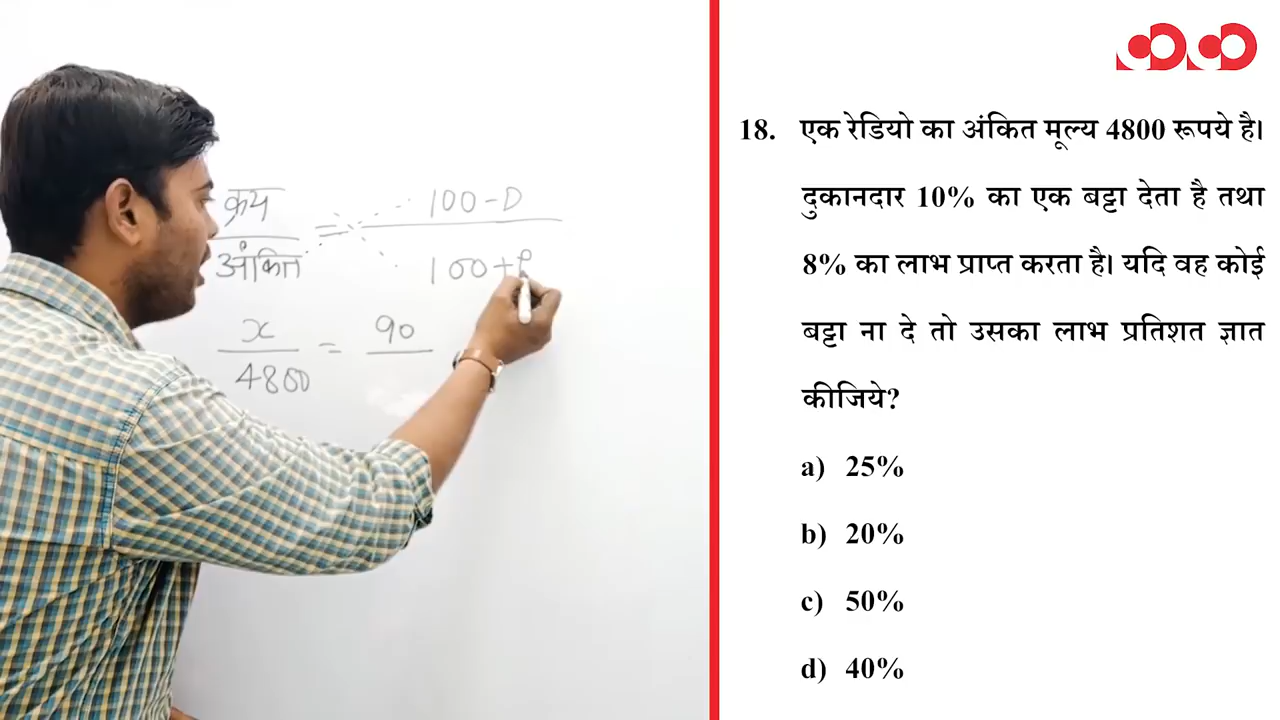 क्रय
अंकित
=
100-D
100+P
x
4800
=
90
18. एक रेडियो का अंकित मूल्य 4800 रूपये है।
दुकानदार 10% का एक बट्टा देता है तथा
8% का लाभ प्राप्त करता है। यदि वह कोई
बट्टा ना दे तो उसका लाभ प्रतिशत ज्ञात
कीजिये?
a) 25%
b) 20%
c) 50%
d) 40%